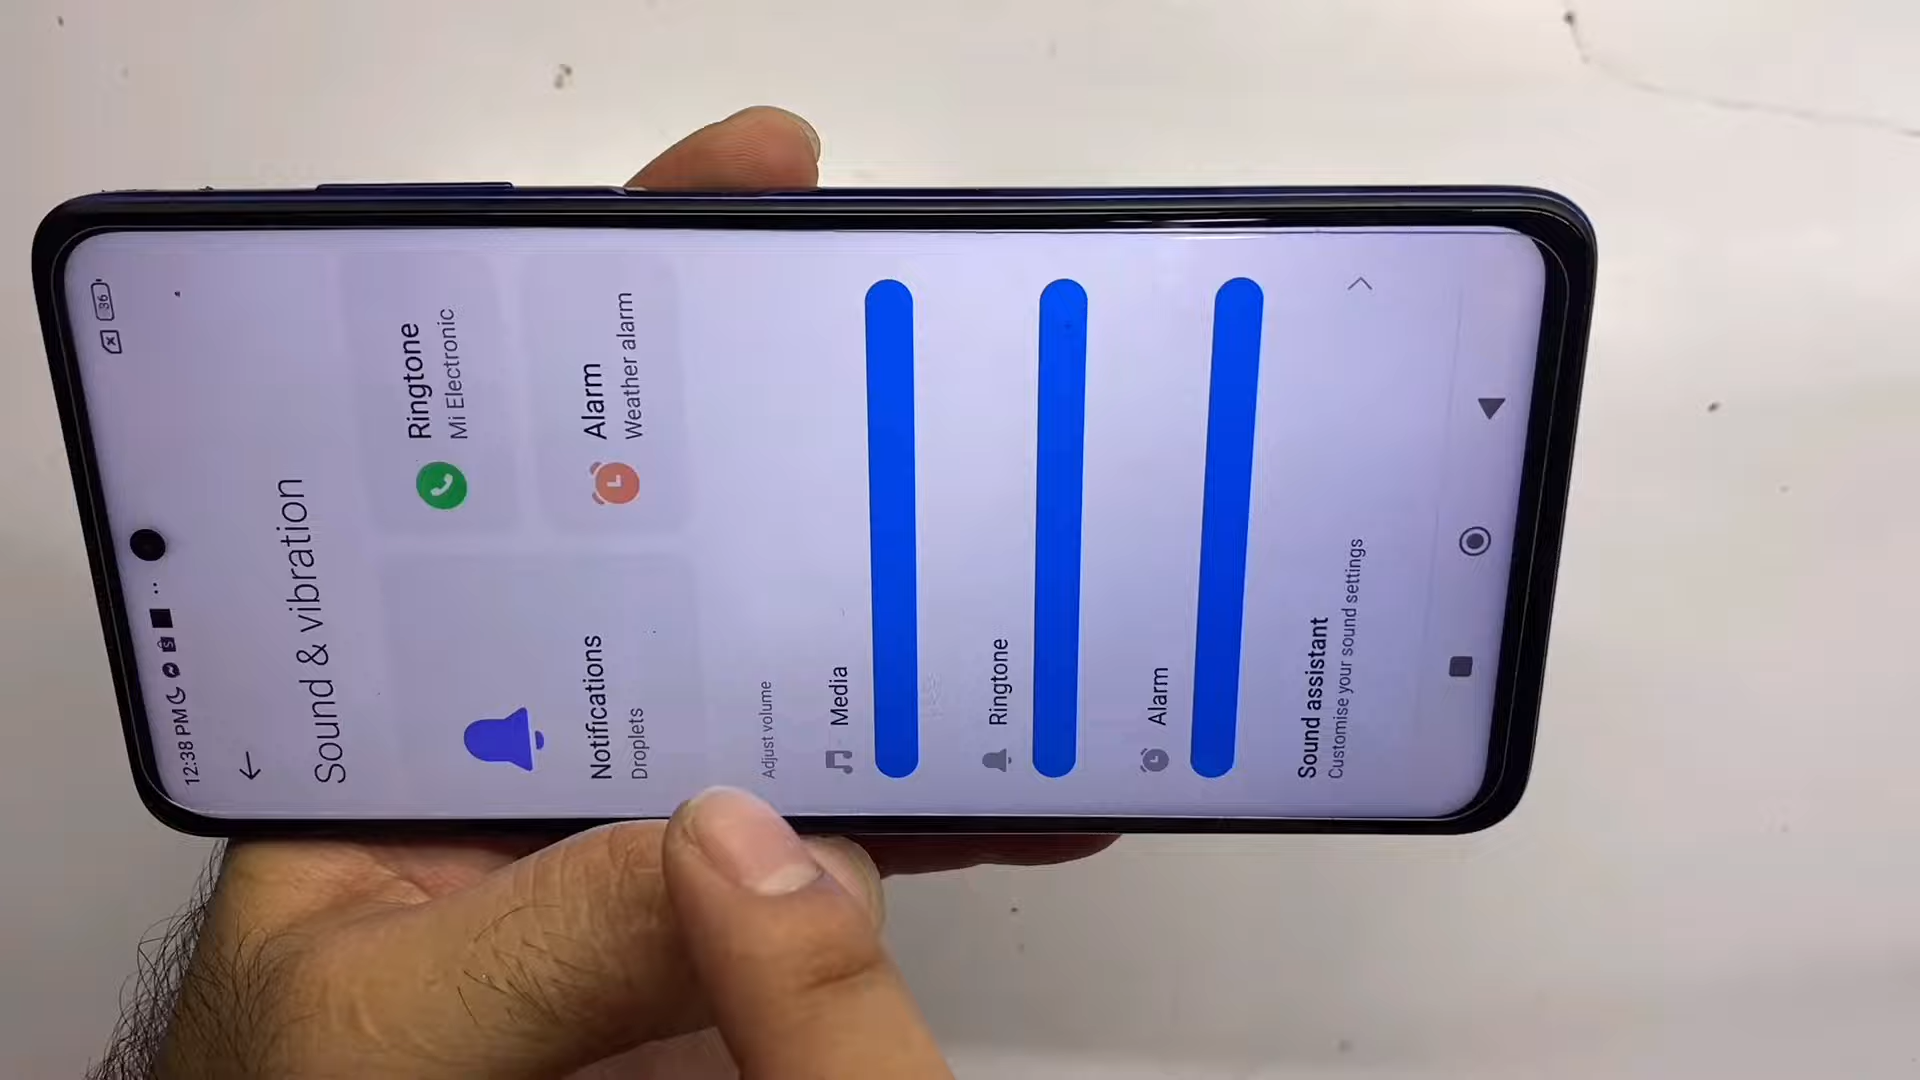 12:38 PM
36
Sound & vibration
Notifications
Droplets
Ringtone
Mi Electronic
Alarm
Weather alarm
Adjust volume
Media
Ringtone
Alarm
Sound assistant
Customise your sound settings